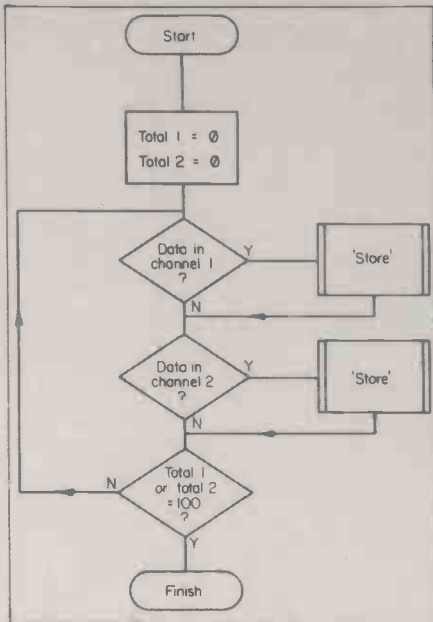 Start
Total 1 = 0
Total 2 = 0
Data in
channel 1
?
Y
'Store'
N
Data in
channel 2
?
Y
'Store'
N
Total 1
or total 2
=100
?
N
Y
Finish